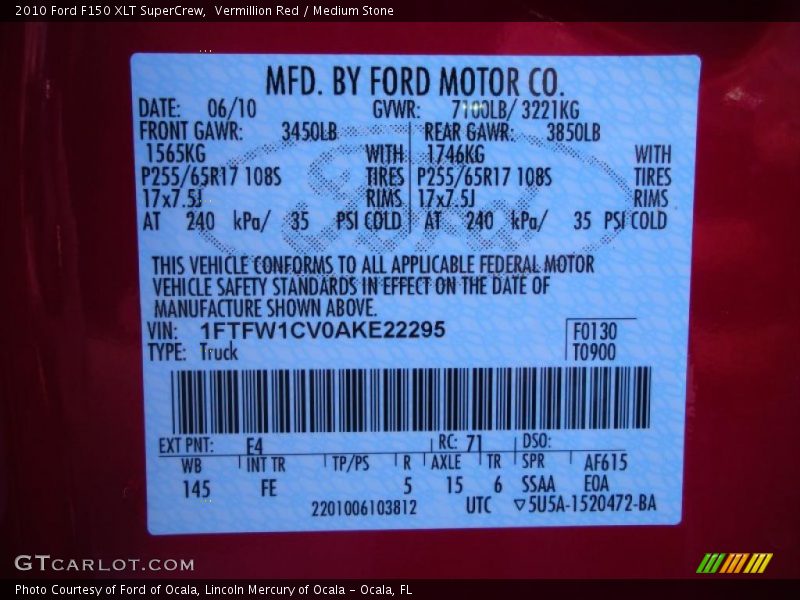 2010 Ford F150 XLT SuperCrew,  Vermillion Red / Medium Stone
MFD. BY FORD MOTOR CO.
DATE: 06/10 GVWR: 7100LB/ 3221KG
FRONT GAWR: 3450LB REAR GAWR: 3850LB
1565KG WITH 1746KG WITH
P255/65R17 108S TIRES P255/65R17 108S TIRES
17x7.5J RIMS 17x7.5J RIMS
AT 240 kPa/ 35 PSI COLD AT 240 kPa/ 35 PSI COLD
Ford
THIS VEHICLE CONFORMS TO ALL APPLICABLE FEDERAL MOTOR
VEHICLE SAFETY STANDARDS IN EFFECT ON THE DATE OF
MANUFACTURE SHOWN ABOVE.
VIN: 1FTFW1CV0AKE22295 F0130
TYPE: Truck T0900
EXT PNT: E4 RC: 71 DSO:
WB INT TR TP/PS R AXLE TR SPR AF615
145 FE 5 15 6 SSAA E0A
2201006103812 UTC ▽5U5A-1520472-BA
GTCARLOT.COM
Photo Courtesy of Ford of Ocala, Lincoln Mercury of Ocala - Ocala, FL